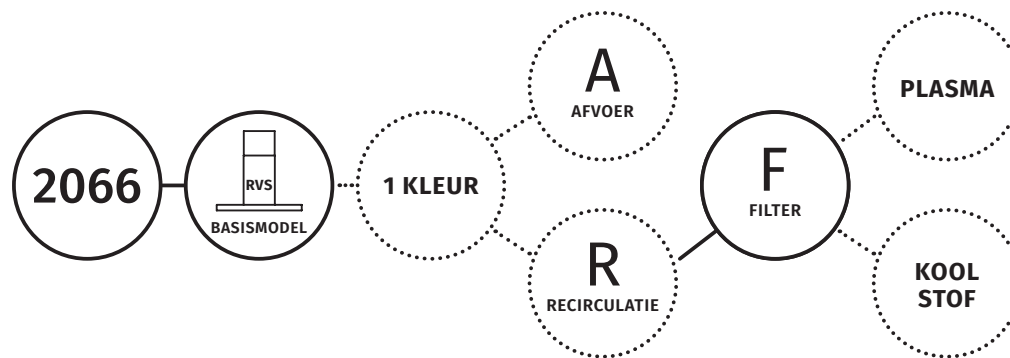 2066
RVS
BASISMODEL
1 KLEUR
A
AFVOER
R
RECIRCULATIE
F
FILTER
PLASMA
KOOL
STOF